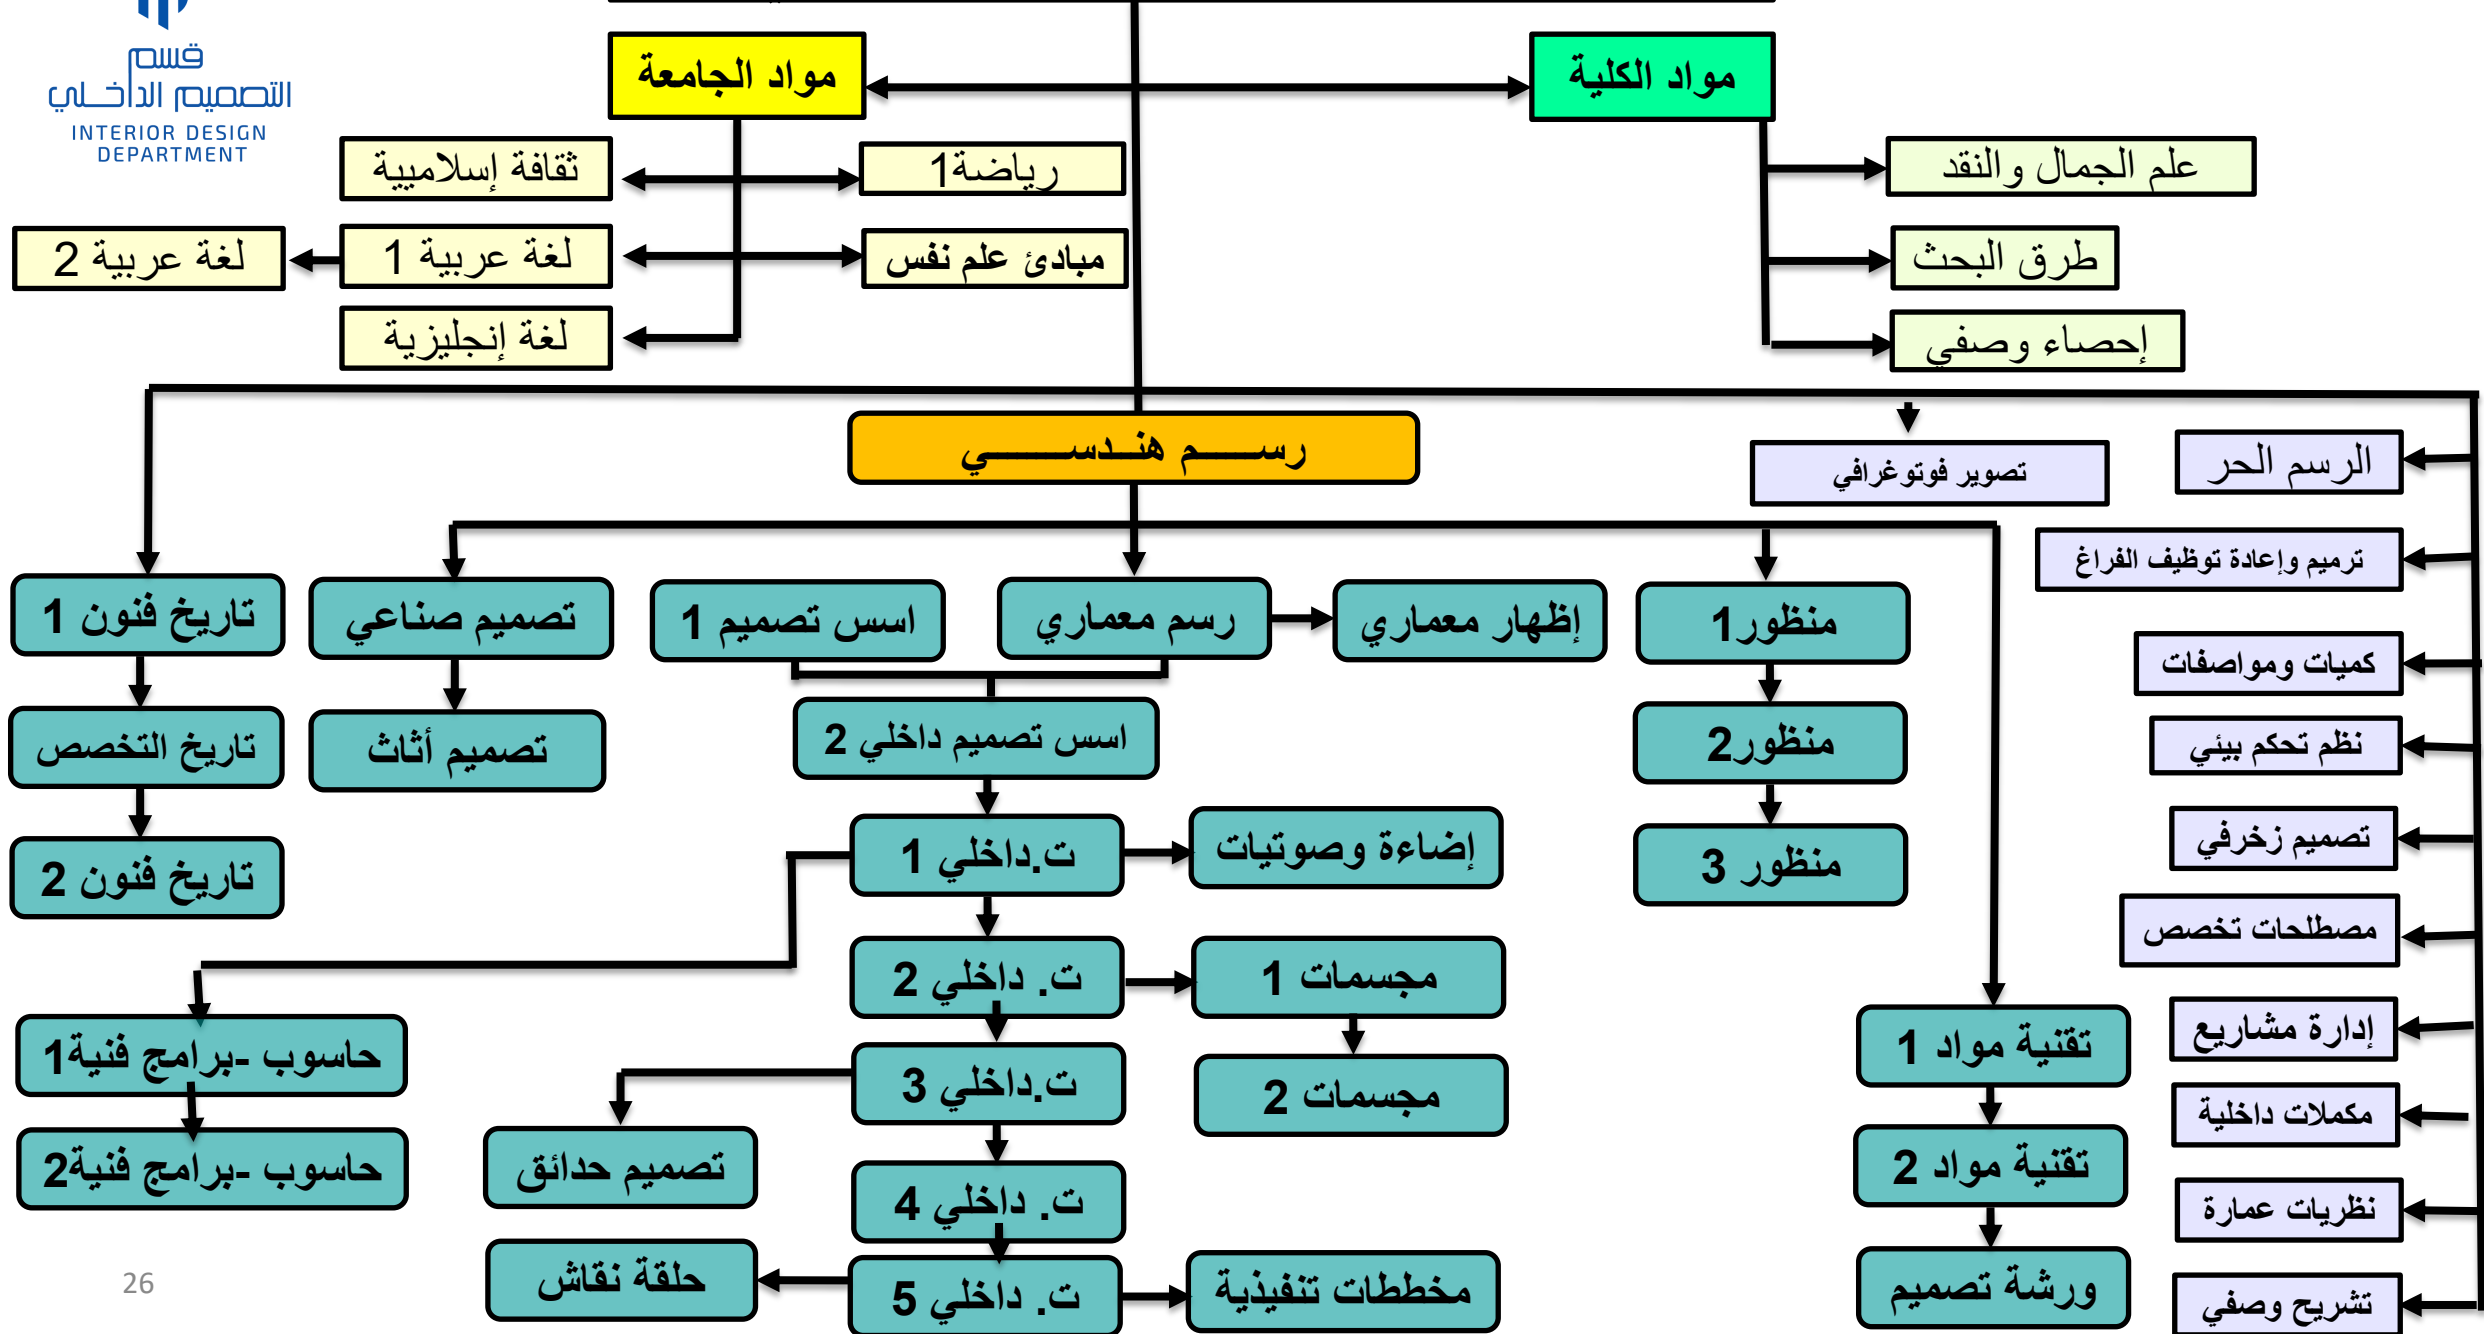 قسم
التصميم الداخلي
INTERIOR DESIGN
DEPARTMENT
مواد الكلية
مواد الجامعة
علم الجمال والنقد
رياضة1
ثقافة إسلاميية
طرق البحث
مبادئ علم نفس
لغة عربية 1
لغة عربية 2
إحصاء وصفي
لغة إنجليزية
رســـــم هنــدســـــــي
الرسم الحر
تصوير فوتوغرافي
ترميم وإعادة توظيف الفراغ
كميات ومواصفات
نظم تحكم بيئي
تصميم زخرفي
مصطلحات تخصص
إدارة مشاريع
مكملات داخلية
نظريات عمارة
تشريح وصفي
منظور1
منظور2
منظور 3
تقنية مواد 1
تقنية مواد 2
ورشة تصميم
إظهار معماري
رسم معماري
اسس تصميم 1
اسس تصميم داخلي 2
ت.داخلي 1
إضاءة وصوتيات
ت. داخلي 2
مجسمات 1
مجسمات 2
ت.داخلي 3
تصميم حدائق
ت. داخلي 4
ت. داخلي 5
مخططات تنفيذية
حلقة نقاش
تصميم صناعي
تصميم أثاث
تاريخ فنون 1
تاريخ التخصص
تاريخ فنون 2
حاسوب -برامج فنية1
حاسوب -برامج فنية2
26